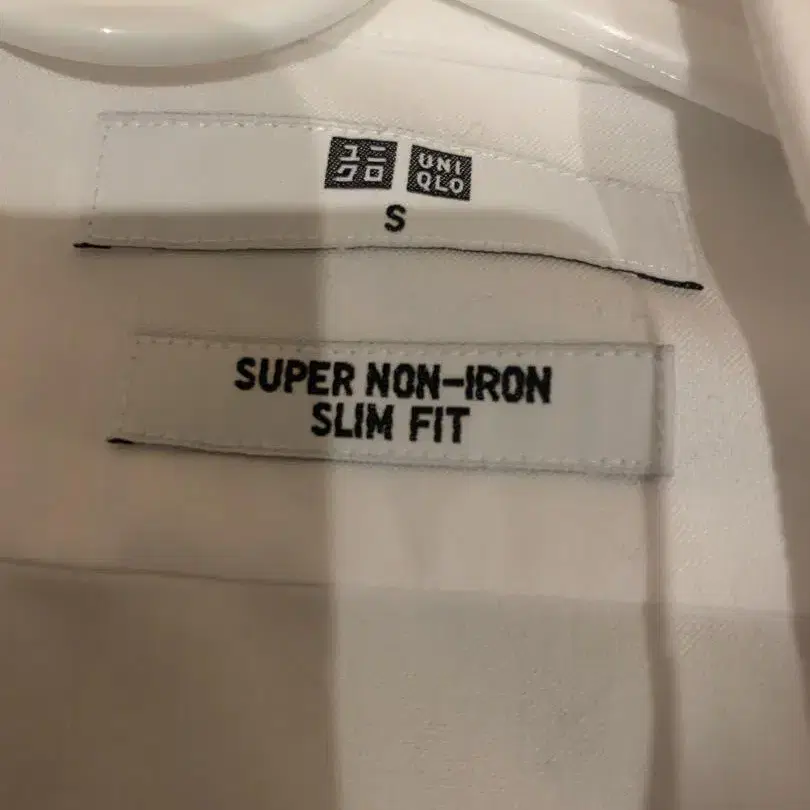 ユニ UNI
クロ QLO
S
SUPER NON-IRON
SLIM FIT